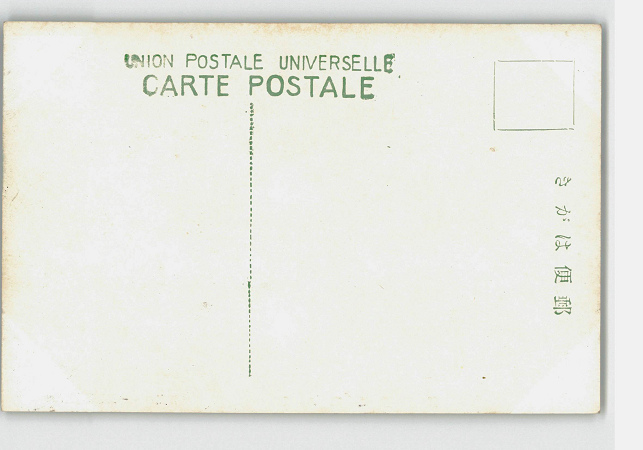 UNION POSTALE UNIVERSELLE
CARTE POSTALE
きがは便郵